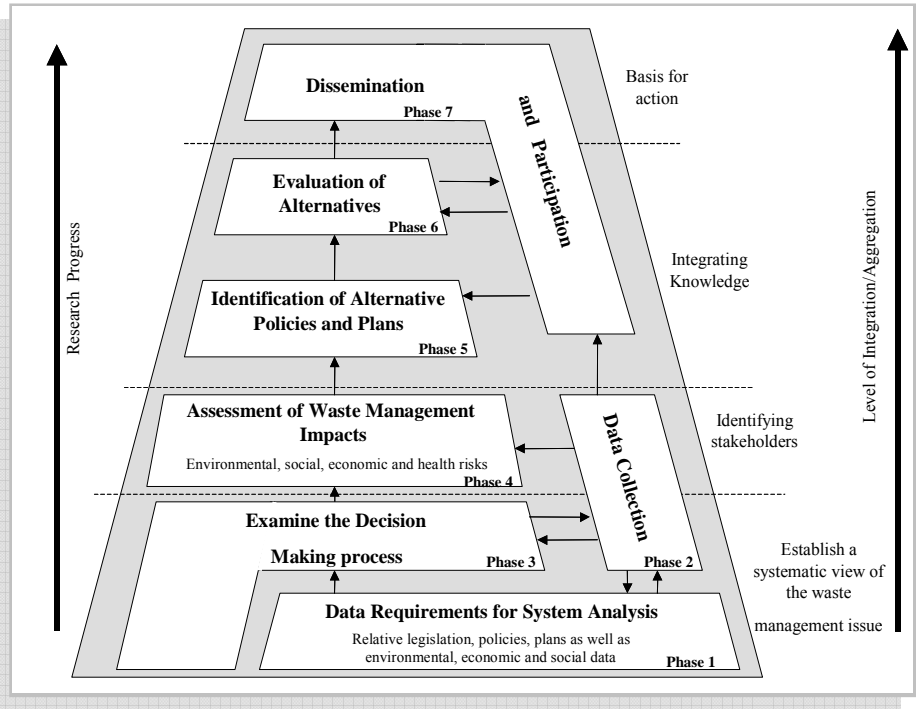 Research Progress
Dissemination
Phase 7
and Participation
Basis for
action
Evaluation of
Alternatives
Phase 6
Identification of Alternative
Policies and Plans
Phase 5
Integrating
Knowledge
Level of Integration/Aggregation
Assessment of Waste Management
Impacts
Environmental, social, economic and health risks
Phase 4
Data Collection
Phase 2
Identifying
stakeholders
Examine the Decision
Making process
Phase 3
Establish a
systematic view of
the waste
management issue
Data Requirements for System Analysis
Relative legislation, policies, plans as well as
environmental, economic and social data
Phase 1